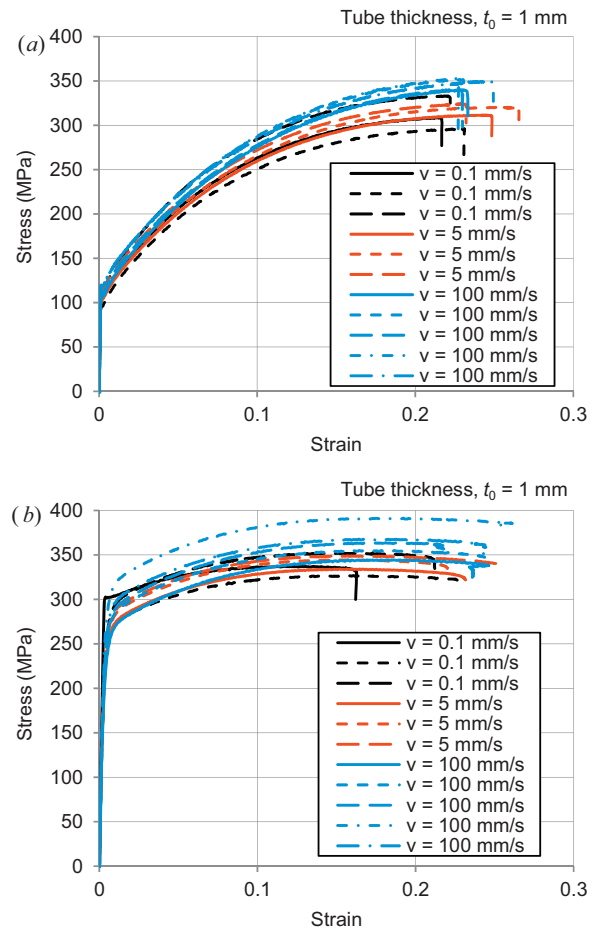 Tube thickness, t0 = 1 mm
(a)
400
350
300
250
200
150
100
50
0
Stress (MPa)
v = 0.1 mm/s
v = 0.1 mm/s
v = 0.1 mm/s
v = 5 mm/s
v = 5 mm/s
v = 5 mm/s
v = 100 mm/s
v = 100 mm/s
v = 100 mm/s
v = 100 mm/s
v = 100 mm/s
0 0.1 0.2 0.3
Strain
Tube thickness, t0 = 1 mm
(b)
400
350
300
250
200
150
100
50
0
Stress (MPa)
v = 0.1 mm/s
v = 0.1 mm/s
v = 0.1 mm/s
v = 5 mm/s
v = 5 mm/s
v = 5 mm/s
v = 100 mm/s
v = 100 mm/s
v = 100 mm/s
v = 100 mm/s
v = 100 mm/s
0 0.1 0.2 0.3
Strain